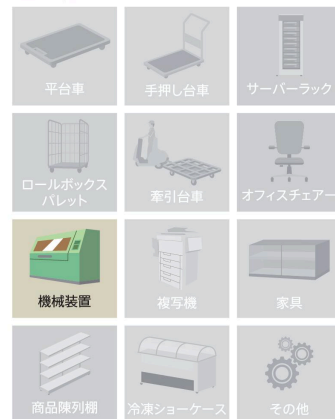 平台車
手押し台車
サーバーラック
ロールボックス
パレット
牽引台車
オフィスチェアー
機械装置
複写機
家具
商品陳列棚
冷凍ショーケース
その他